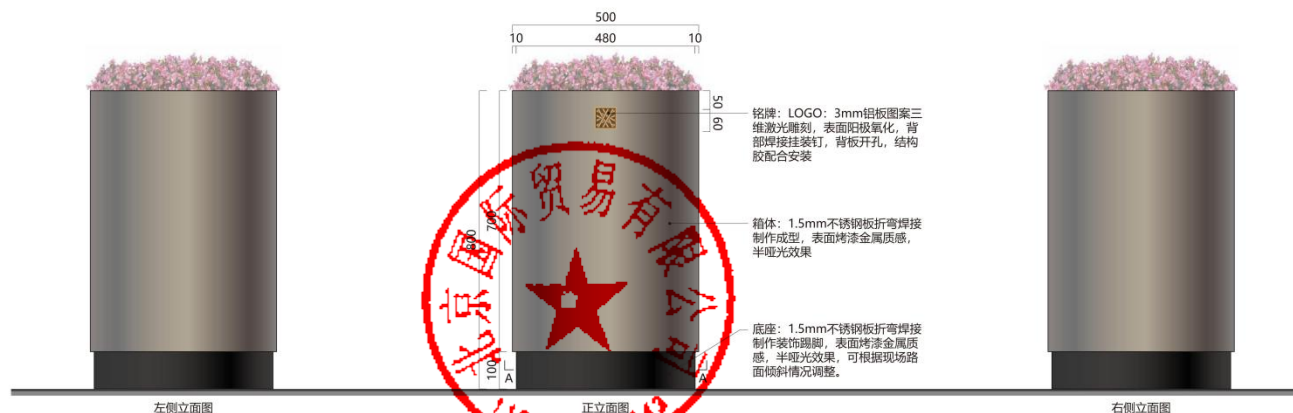 500
10 480 10
50
60
铭牌：LOGO：3mm铝板图案三
维激光雕刻，表面阳极氧化，背
部焊接挂装钉，背板开孔，结构
胶配合安装
700
800
箱体：1.5mm不锈钢板折弯焊接
制作成型，表面烤漆金属质感，
半哑光效果
北京国际贸易有限公司
底座：1.5mm不锈钢板折弯焊接
制作装饰踢脚，表面烤漆金属质
感，半哑光效果，可根据现场路
面倾斜情况调整。
100
A A
左侧立面图
正立面图
右侧立面图